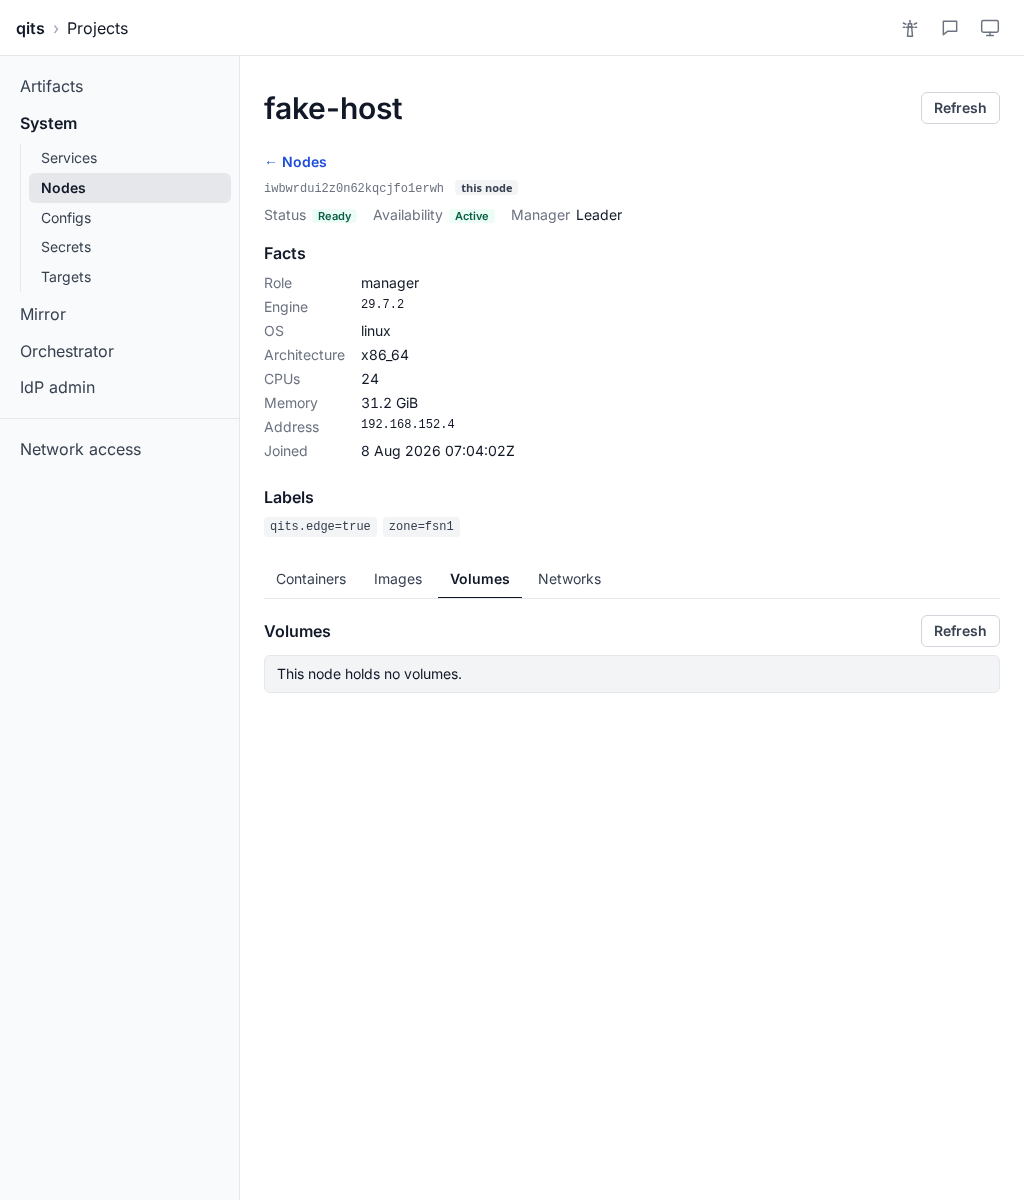 qits › Projects
Artifacts
System
Services
Nodes
Configs
Secrets
Targets
Mirror
Orchestrator
IdP admin
Network access
fake-host
Refresh
← Nodes
iwbwrdui2z0n62kqcjfo1erwh this node
Status Ready Availability Active Manager Leader
Facts
Role manager
Engine 29.7.2
OS linux
Architecture x86_64
CPUs 24
Memory 31.2 GiB
Address 192.168.152.4
Joined 8 Aug 2026 07:04:02Z
Labels
qits.edge=true zone=fsn1
Containers Images Volumes Networks
Volumes
Refresh
This node holds no volumes.